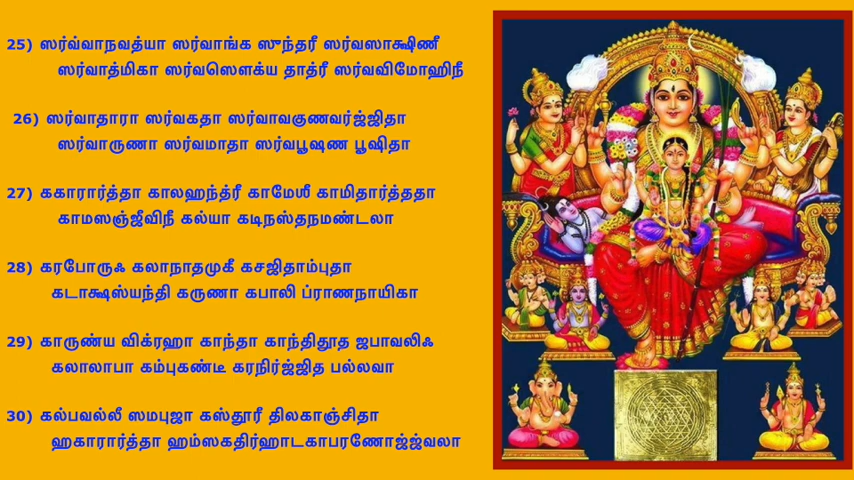 25) ஸர்வ்வாநவத்யா ஸர்வாங்க ஸுந்தரீ ஸர்வஸாக்ஷிணீ
ஸர்வாத்மிகா ஸர்வஸௌக்ய தாத்ரீ ஸர்வவிமோஹிநீ
26) ஸர்வாதாரா ஸர்வகதா ஸர்வாவகுணவர்ஜ்ஜிதா
ஸர்வாருணா ஸர்வமாதா ஸர்வபூஷண பூஷிதா
27) ககாரார்த்தா காலஹந்த்ரீ காமேஶீ காமிதார்த்ததா
காமஸஞ்ஜீவிநீ கல்யா கடிநஸ்தநமண்டலா
28) கரபோருஃ கலாநாதமுகீ கசஜிதாம்புதா
கடாக்ஷஸ்யந்தி கருணா கபாலி ப்ராணநாயிகா
29) காருண்ய விக்ரஹா காந்தா காந்திதூத ஜபாவலிஃ
கலாலாபா கம்புகண்டீ கரநிர்ஜ்ஜித பல்லவா
30) கல்பவல்லீ ஸமபுஜா கஸ்தூரீ திலகாஞ்சிதா
ஹகாரார்த்தா ஹம்ஸகதிர்ஹாடகாபரணோஜ்ஜ்வலா